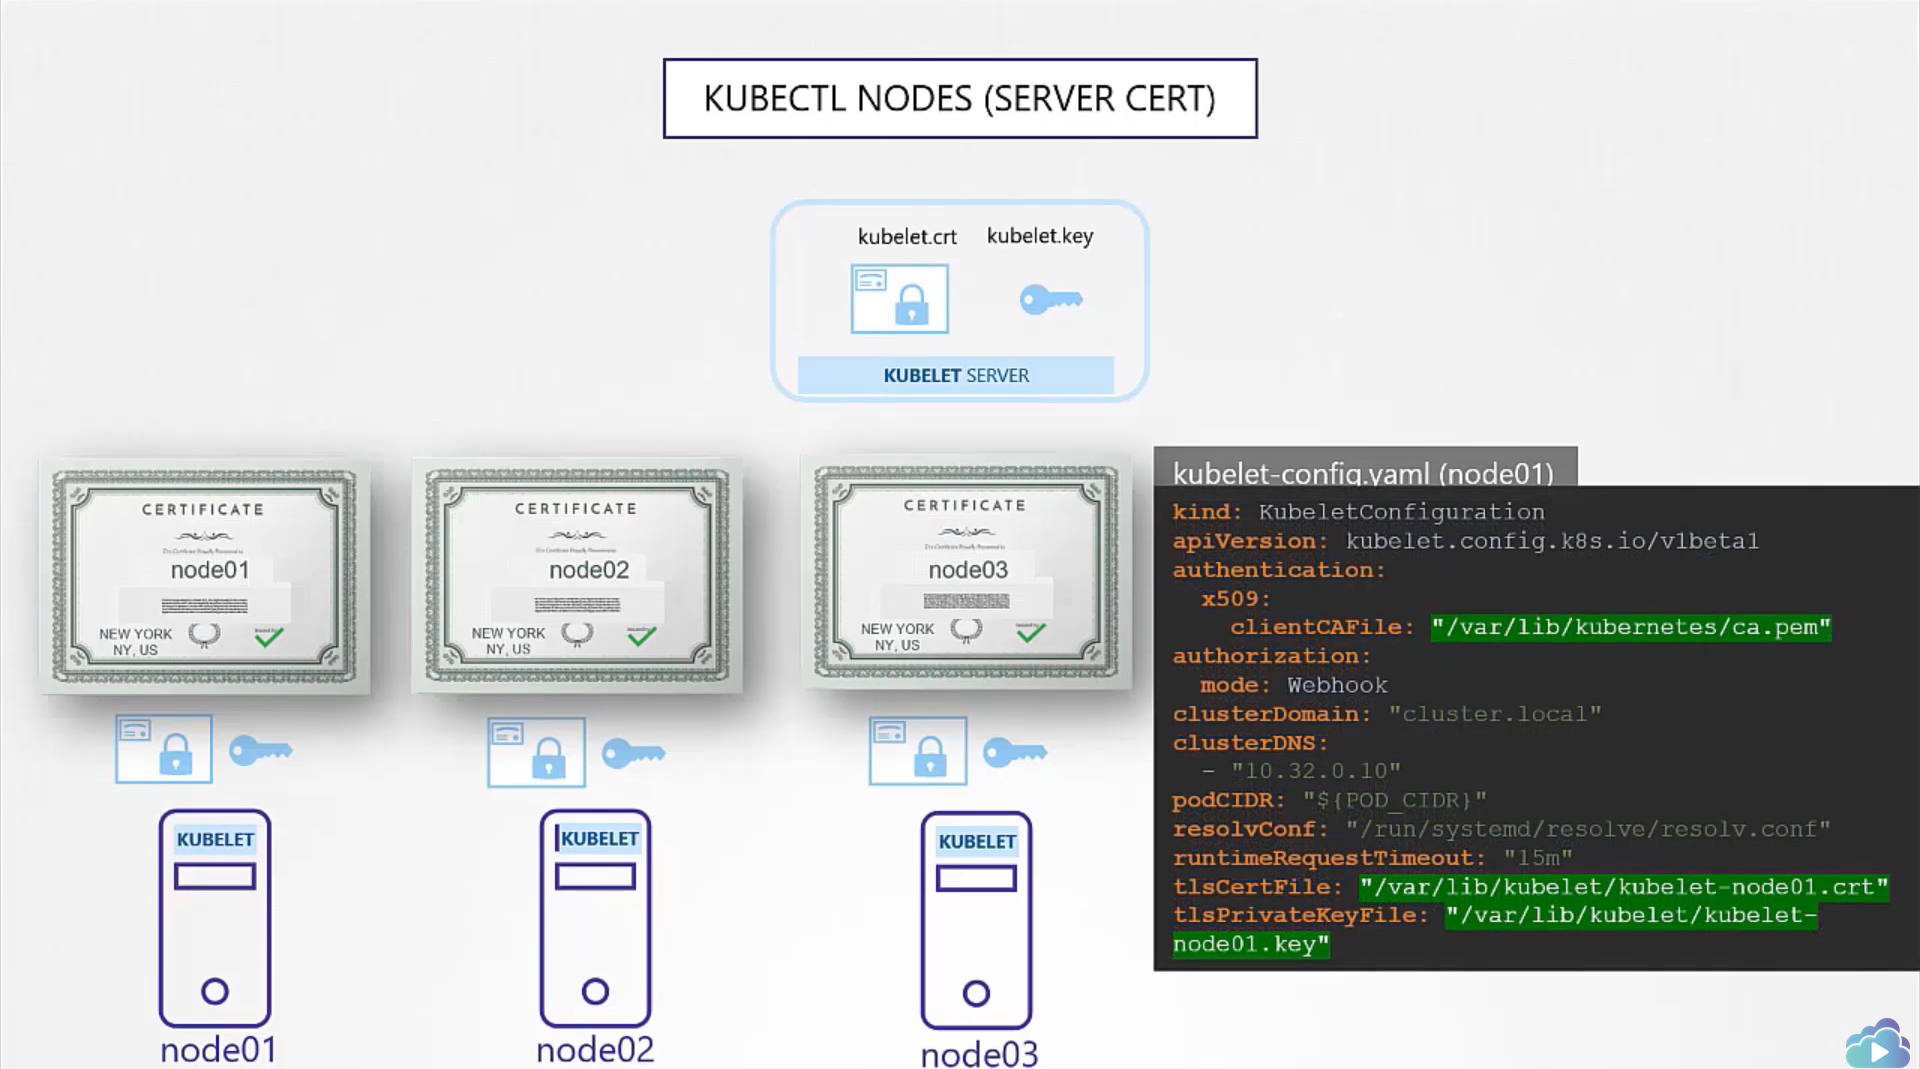 KUBECTL NODES (SERVER CERT)
kubelet.crt kubelet.key
KUBELET SERVER
CERTIFICATE
node01
NEW YORK
NY, US
CERTIFICATE
node02
NEW YORK
NY, US
CERTIFICATE
node03
NEW YORK
NY, US
KUBELET
node01
KUBELET
node02
KUBELET
node03
kubelet-config.yaml (node01)
kind: KubeletConfiguration
apiVersion: kubelet.config.k8s.io/v1beta1
authentication:
x509:
clientCAFile: "/var/lib/kubernetes/ca.pem"
authorization:
mode: Webhook
clusterDomain: "cluster.local"
clusterDNS:
- "10.32.0.10"
podCIDR: "${POD_CIDR}"
resolvConf: "/run/systemd/resolve/resolv.conf"
runtimeRequestTimeout: "15m"
tlsCertFile: "/var/lib/kubelet/kubelet-node01.crt"
tlsPrivateKeyFile: "/var/lib/kubelet/kubelet-
node01.key"